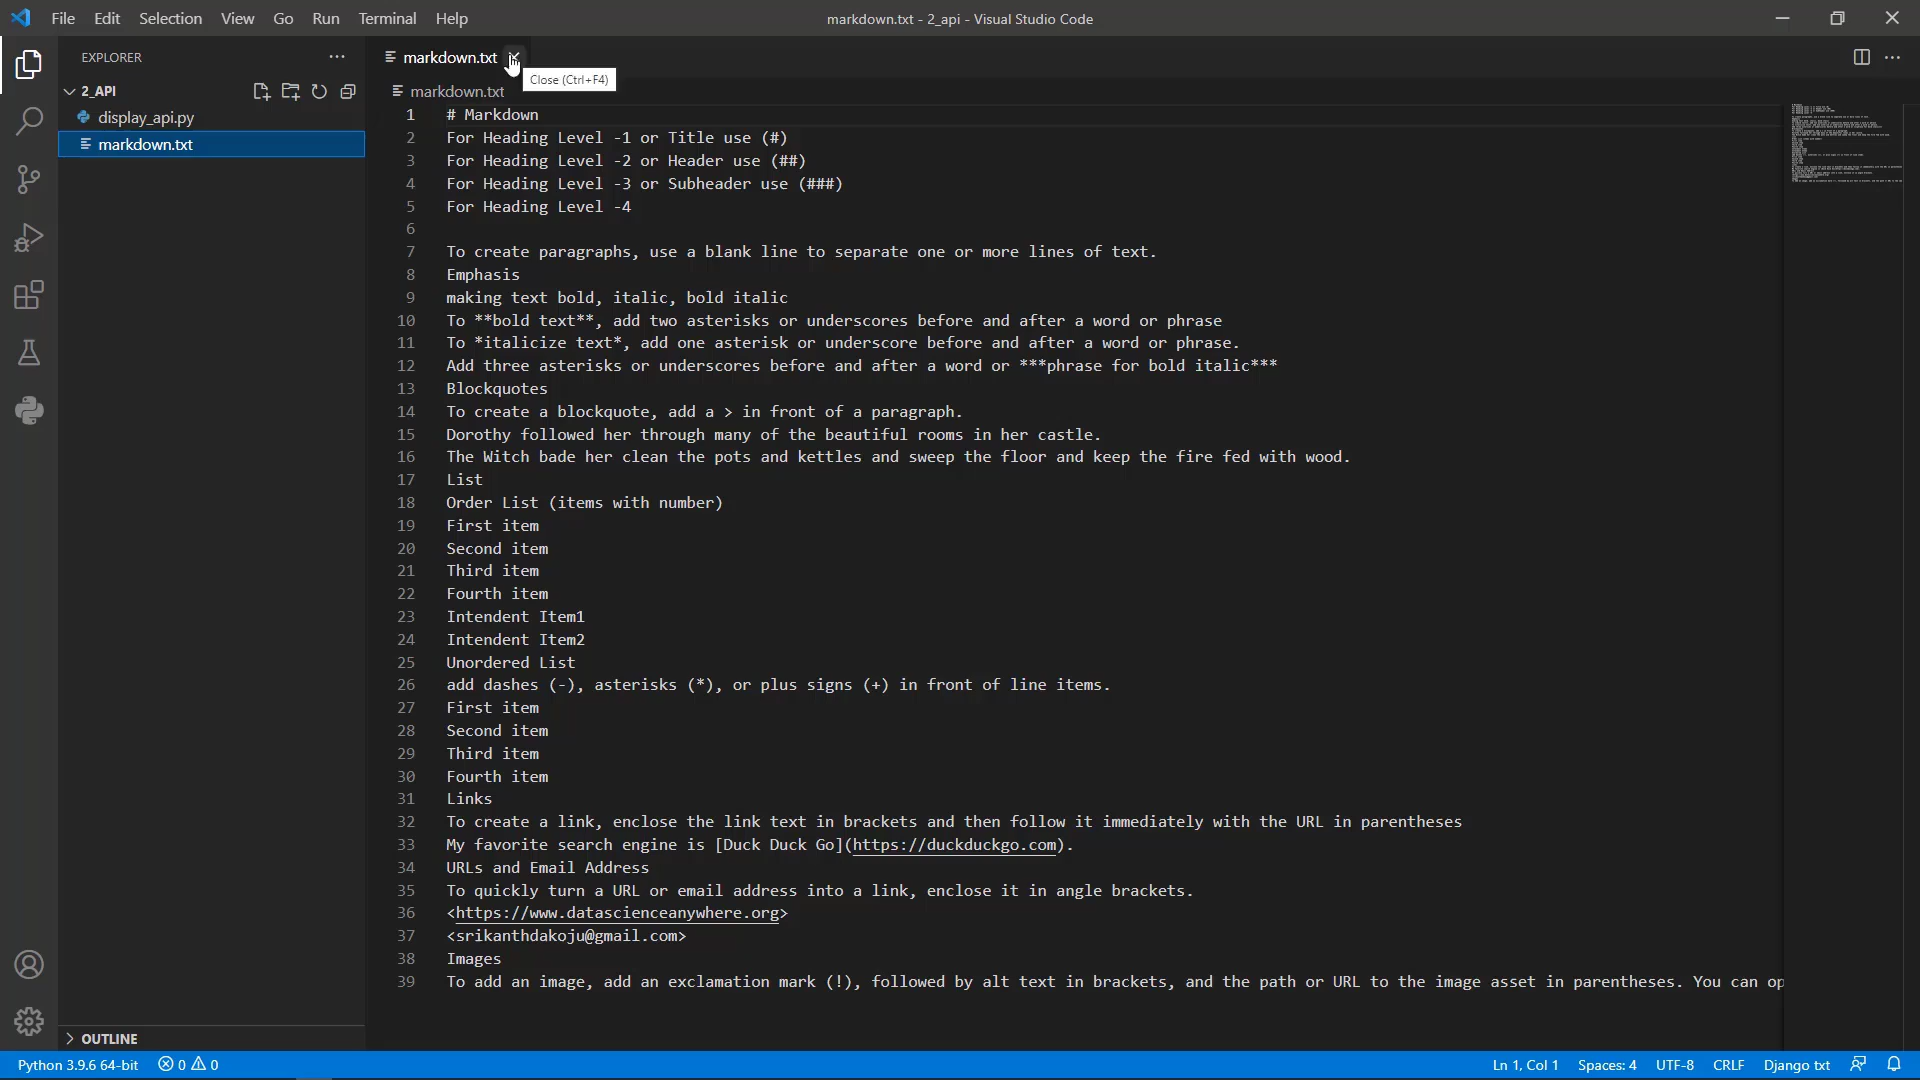 File Edit Selection View Go Run Terminal Help
markdown.txt - 2_api - Visual Studio Code
EXPLORER
2_API
display_api.py
markdown.txt
OUTLINE
markdown.txt
Close (Ctrl+F4)
markdown.txt
1 # Markdown
2 For Heading Level -1 or Title use (#)
3 For Heading Level -2 or Header use (##)
4 For Heading Level -3 or Subheader use (###)
5 For Heading Level -4
6
7 To create paragraphs, use a blank line to separate one or more lines of text.
8 Emphasis
9 making text bold, italic, bold italic
10 To **bold text**, add two asterisks or underscores before and after a word or phrase
11 To *italicize text*, add one asterisk or underscore before and after a word or phrase.
12 Add three asterisks or underscores before and after a word or ***phrase for bold italic***
13 Blockquotes
14 To create a blockquote, add a > in front of a paragraph.
15 Dorothy followed her through many of the beautiful rooms in her castle.
16 The Witch bade her clean the pots and kettles and sweep the floor and keep the fire fed with wood.
17 List
18 Order List (items with number)
19 First item
20 Second item
21 Third item
22 Fourth item
23 Intendent Item1
24 Intendent Item2
25 Unordered List
26 add dashes (-), asterisks (*), or plus signs (+) in front of line items.
27 First item
28 Second item
29 Third item
30 Fourth item
31 Links
32 To create a link, enclose the link text in brackets and then follow it immediately with the URL in parentheses
33 My favorite search engine is [Duck Duck Go](https://duckduckgo.com).
34 URLs and Email Address
35 To quickly turn a URL or email address into a link, enclose it in angle brackets.
36 <https://www.datascienceanywhere.org>
37 <srikanthdakoju@gmail.com>
38 Images
39 To add an image, add an exclamation mark (!), followed by alt text in brackets, and the path or URL to the image asset in parentheses. You can op
Python 3.9.6 64-bit 0 0 Ln 1, Col 1 Spaces: 4 UTF-8 CRLF Django txt